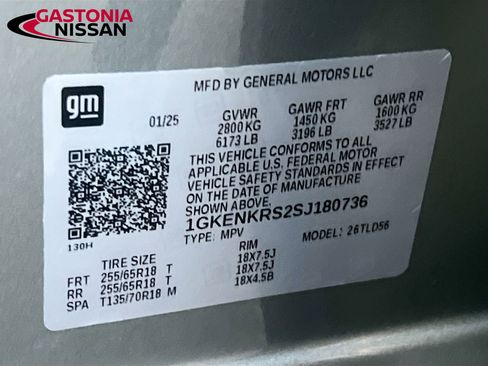 GASTONIA
NISSAN
MFD BY GENERAL MOTORS LLC
gm
01/25 GVWR GAWR FRT GAWR RR
2800 KG 1450 KG 1600 KG
6173 LB 3196 LB 3527 LB
THIS VEHICLE CONFORMS TO ALL
APPLICABLE U.S. FEDERAL MOTOR
VEHICLE SAFETY STANDARDS IN EFFECT
ON THE DATE OF MANUFACTURE
SHOWN ABOVE.
1GKENKRS2SJ180736
TYPE: MPV MODEL: 26TLD56
130H
TIRE SIZE RIM
FRT 255/65R18 T 18X7.5J
RR 255/65R18 T 18X7.5J
SPA T135/70R18 M 18X4.5B